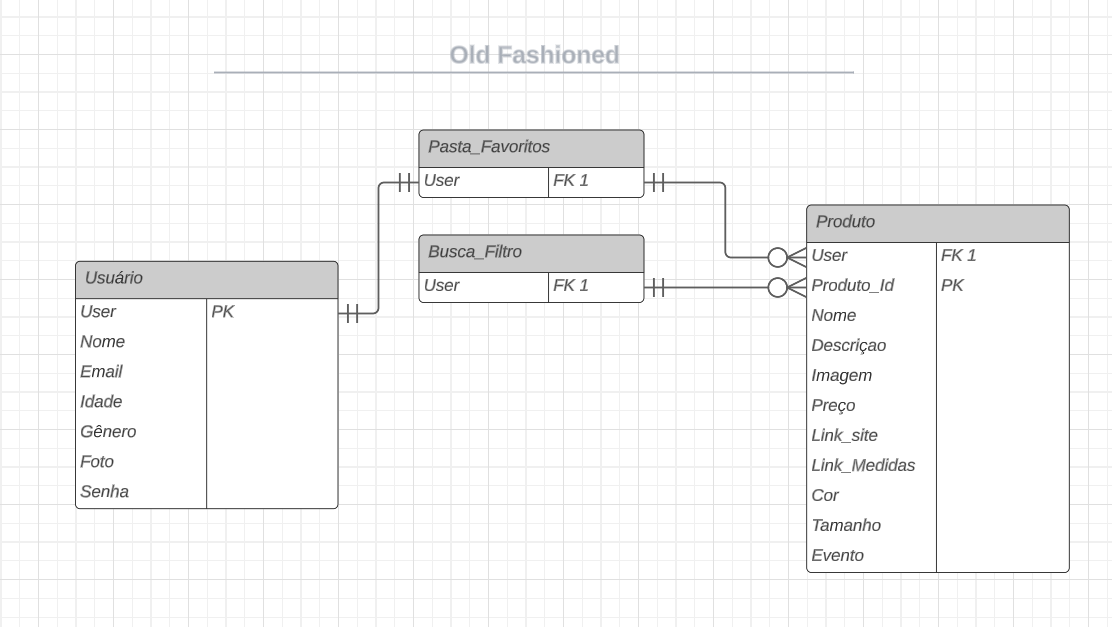 Old Fashioned
Pasta_Favoritos
User FK 1
Busca_Filtro
User FK 1
Usuário
User PK
Nome
Email
Idade
Gênero
Foto
Senha
Produto
User FK 1
Produto_Id PK
Nome
Descriçao
Imagem
Preço
Link_site
Link_Medidas
Cor
Tamanho
Evento